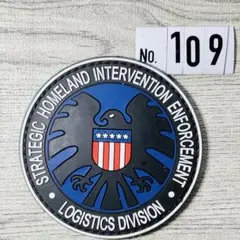 No. 109
STRATEGIC HOMELAND INTERVENTION ENFORCEMENT
· LOGISTICS DIVISION ·